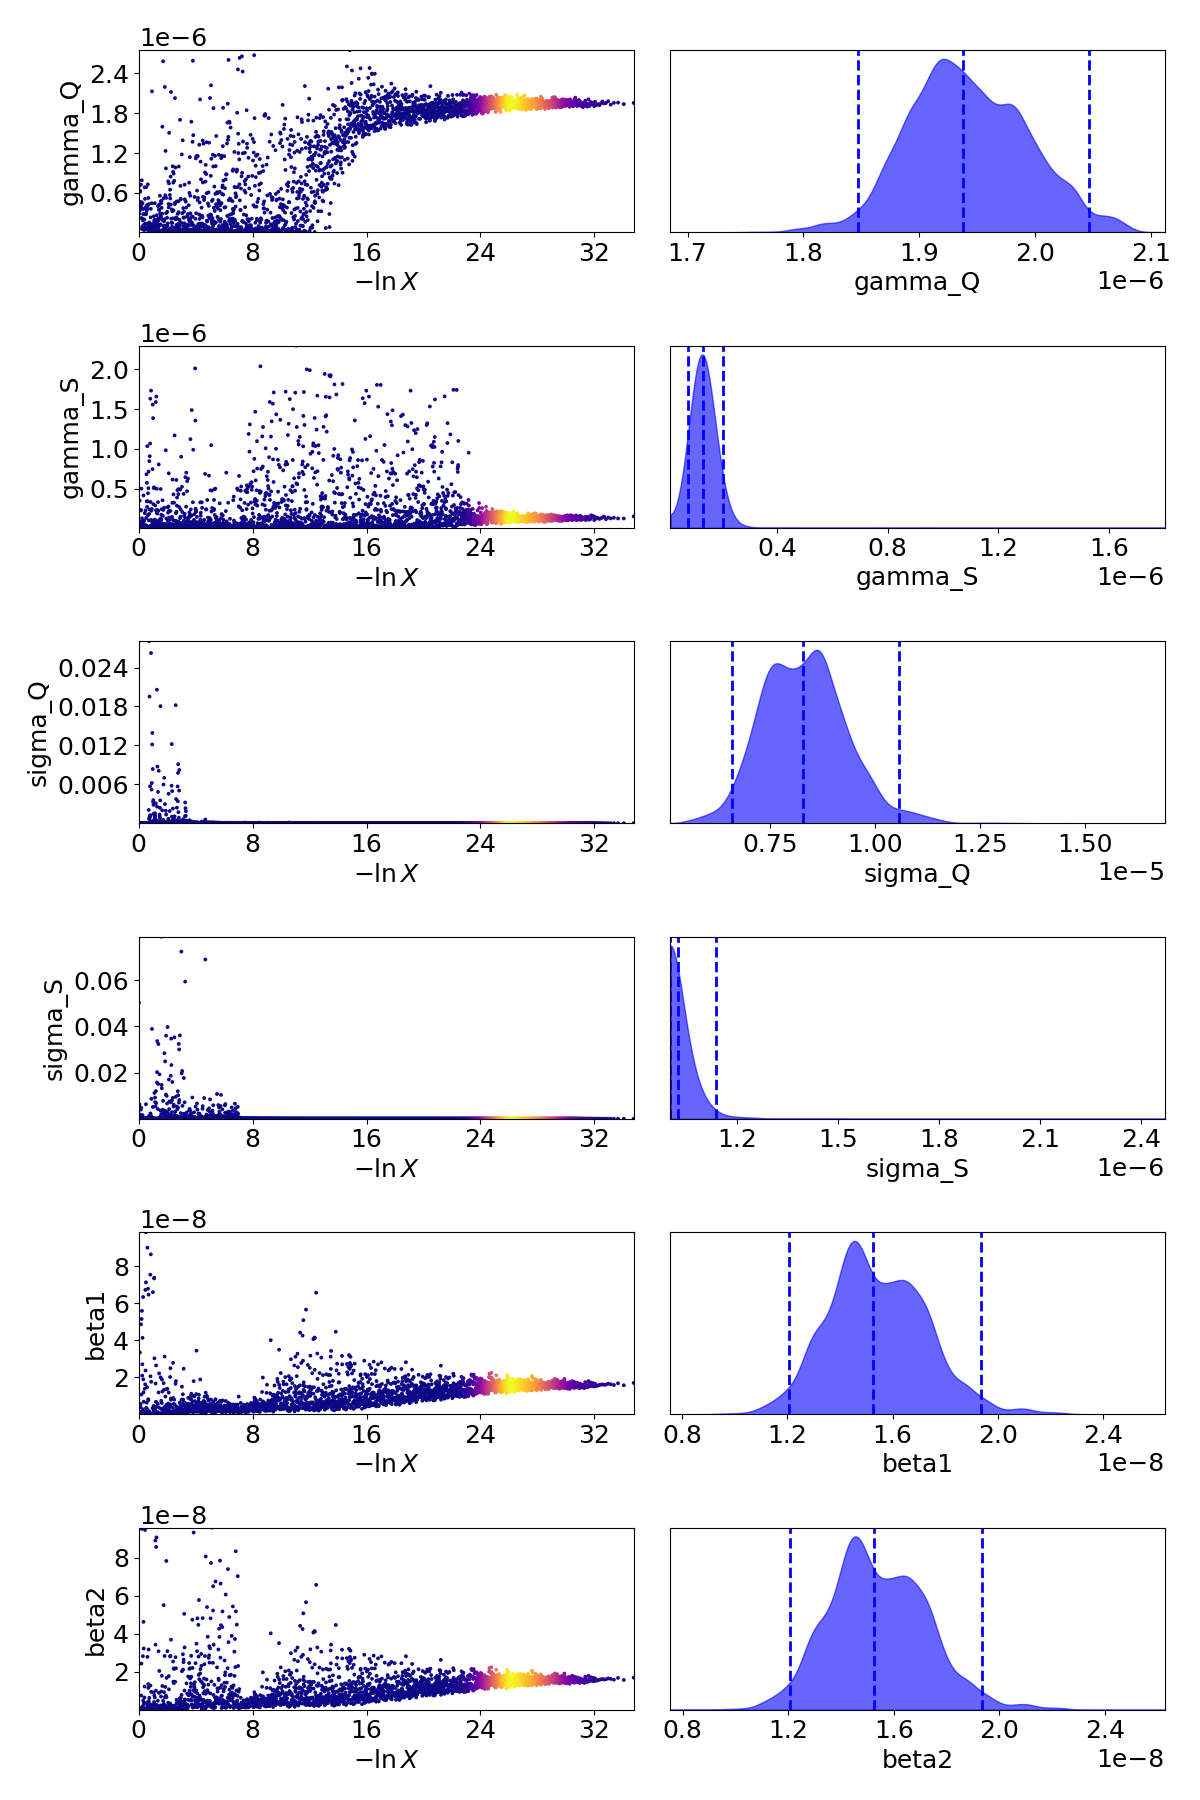 1e−6
gamma_Q
2.4
1.8
1.2
0.6
0 8 16 24 32
−ln X
1.7 1.8 1.9 2.0 2.1
gamma_Q 1e−6
1e−6
gamma_S
2.0
1.5
1.0
0.5
0 8 16 24 32
−ln X
0.4 0.8 1.2 1.6
gamma_S 1e−6
sigma_Q
0.024
0.018
0.012
0.006
0 8 16 24 32
−ln X
0.75 1.00 1.25 1.50
sigma_Q 1e−5
sigma_S
0.06
0.04
0.02
0 8 16 24 32
−ln X
1.2 1.5 1.8 2.1 2.4
sigma_S 1e−6
1e−8
beta1
8
6
4
2
0 8 16 24 32
−ln X
0.8 1.2 1.6 2.0 2.4
beta1 1e−8
1e−8
beta2
8
6
4
2
0 8 16 24 32
−ln X
0.8 1.2 1.6 2.0 2.4
beta2 1e−8